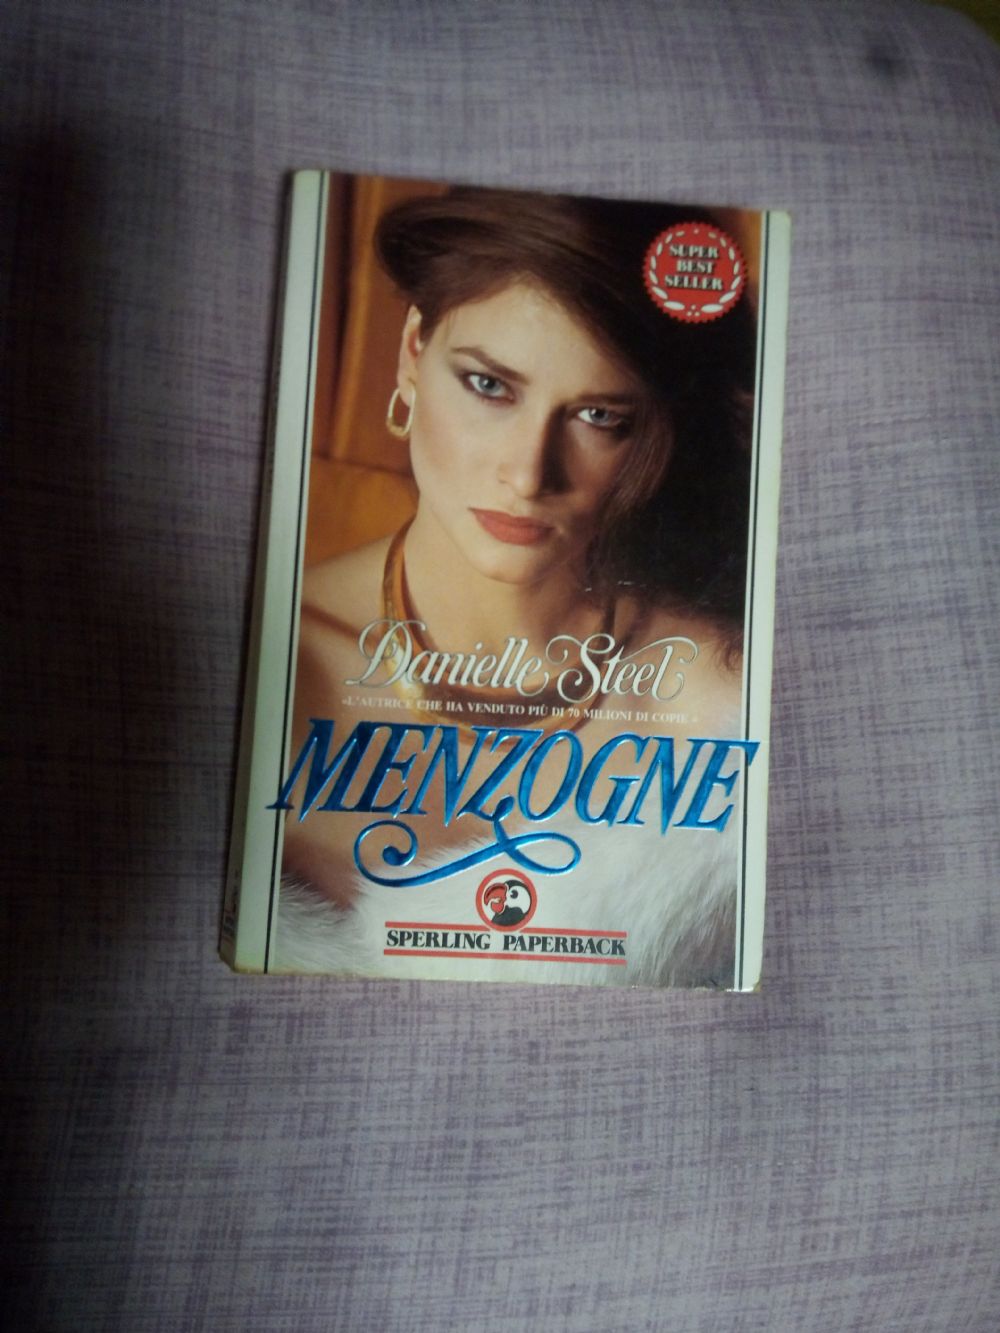 SUPER
BEST
SELLER
Danielle Steel
«L'AUTRICE CHE HA VENDUTO PIÙ DI 70 MILIONI DI COPIE»
MENZOGNE
SPERLING PAPERBACK